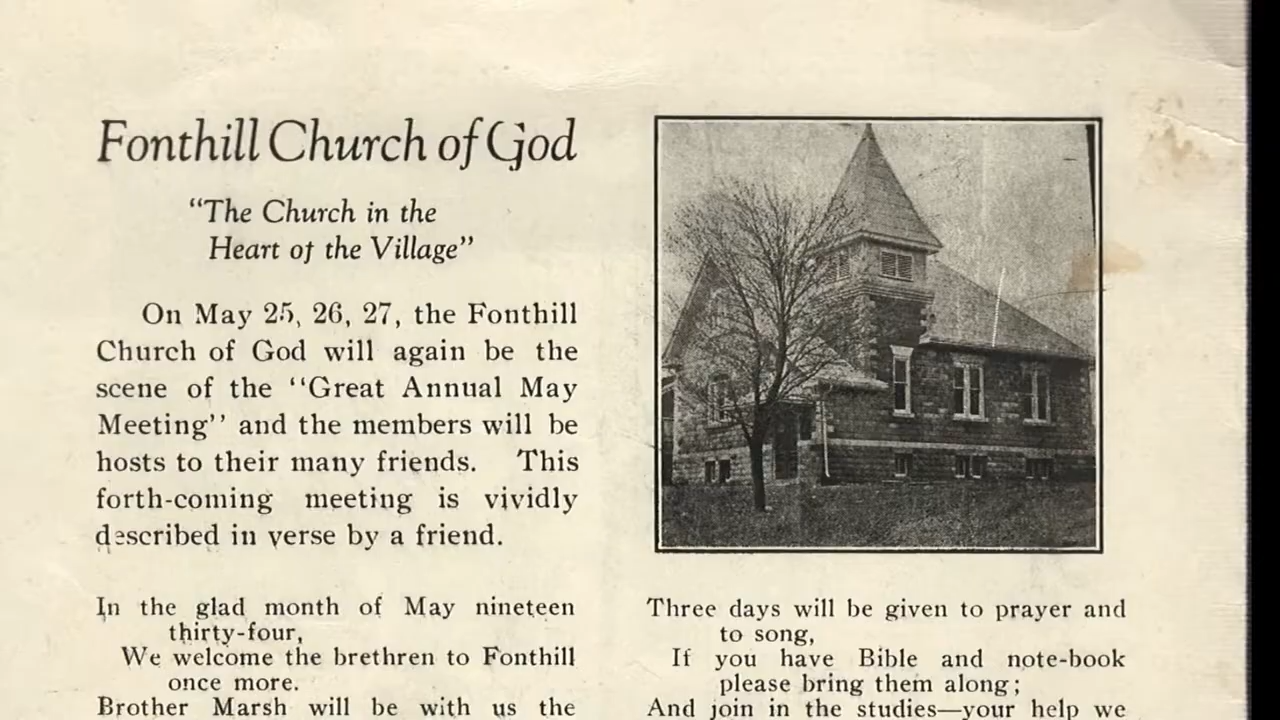 Fonthill Church of God
“The Church in the
Heart of the Village”
On May 25, 26, 27, the Fonthill
Church of God will again be the
scene of the ‘‘Great Annual May
Meeting’’ and the members will be
hosts to their many friends. This
forth-coming meeting is vividly
described in verse by a friend.
In the glad month of May nineteen
thirty-four,
We welcome the brethren to Fonthill
once more.
Brother Marsh will be with us the
Three days will be given to prayer and
to song,
If you have Bible and note-book
please bring them along;
And join in the studies—your help we